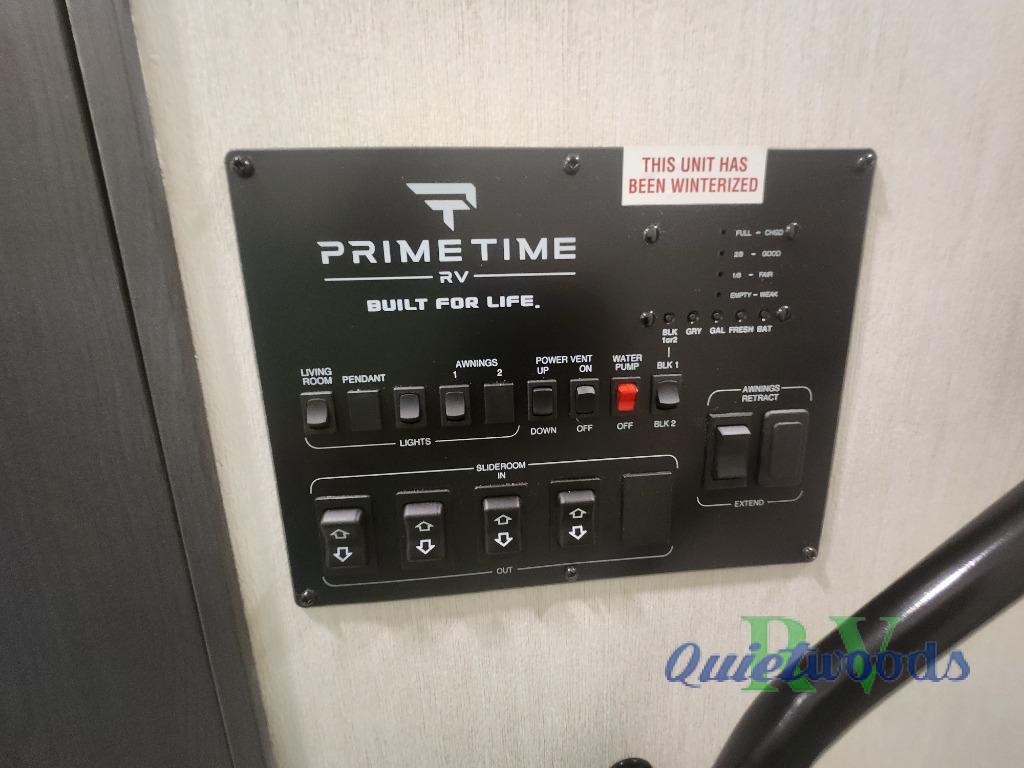 THIS UNIT HAS
BEEN WINTERIZED
PRIME TIME
RV
BUILT FOR LIFE.
FULL - CHGD
2/3 - GOOD
1/3 - FAIR
EMPTY - WEAK
BLK GRY GAL FRESH BAT
1or2
LIVING
ROOM
PENDANT
AWNINGS
1 2
POWER VENT
UP ON
WATER
PUMP
BLK 1
DOWN OFF OFF BLK 2
LIGHTS
AWNINGS
RETRACT
EXTEND
SLIDEROOM
IN
OUT
RV
Quietwoods